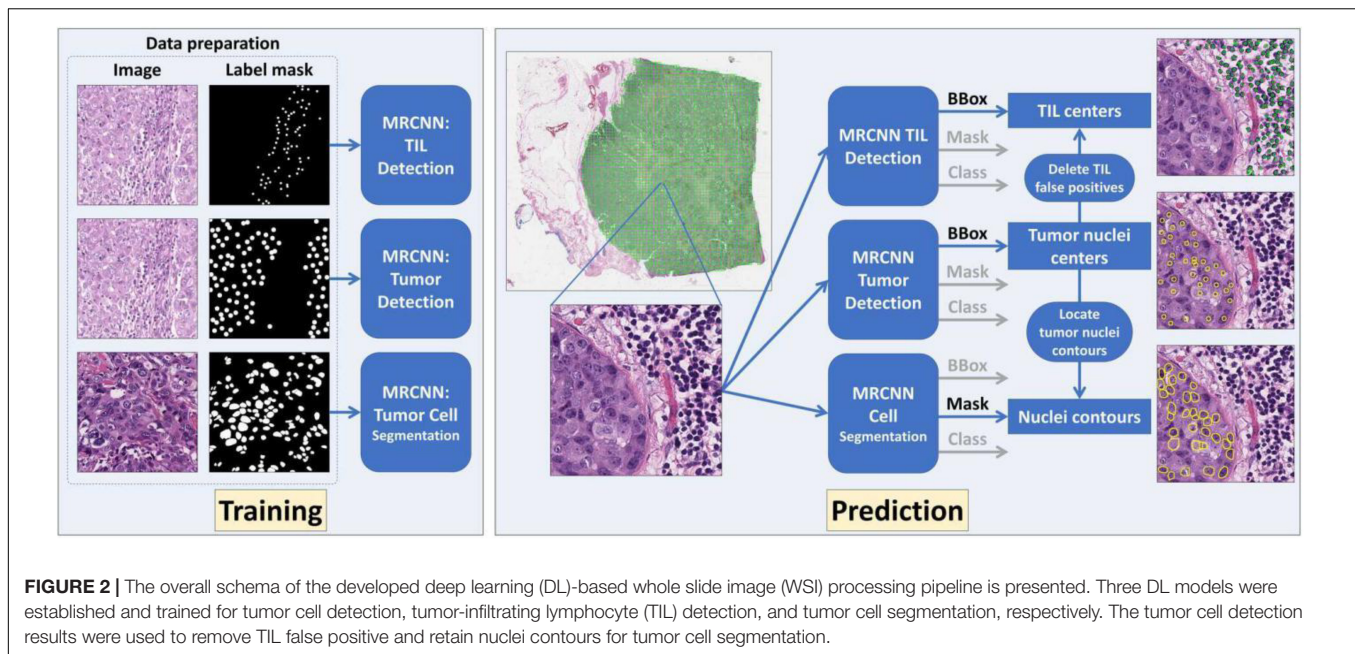 Data preparation
Image
Label mask
MRCNN:
TIL
Detection
MRCNN:
Tumor
Detection
MRCNN:
Tumor Cell
Segmentation
Training
MRCNN TIL
Detection
BBox
Mask
Class
TIL centers
Delete TIL
false positives
MRCNN
Tumor
Detection
BBox
Mask
Class
Tumor nuclei
centers
Locate
tumor nuclei
contours
MRCNN
Cell
Segmentation
BBox
Mask
Class
Nuclei contours
Prediction
FIGURE 2 | The overall schema of the developed deep learning (DL)-based whole slide image (WSI) processing pipeline is presented. Three DL models were
established and trained for tumor cell detection, tumor-infiltrating lymphocyte (TIL) detection, and tumor cell segmentation, respectively. The tumor cell detection
results were used to remove TIL false positive and retain nuclei contours for tumor cell segmentation.